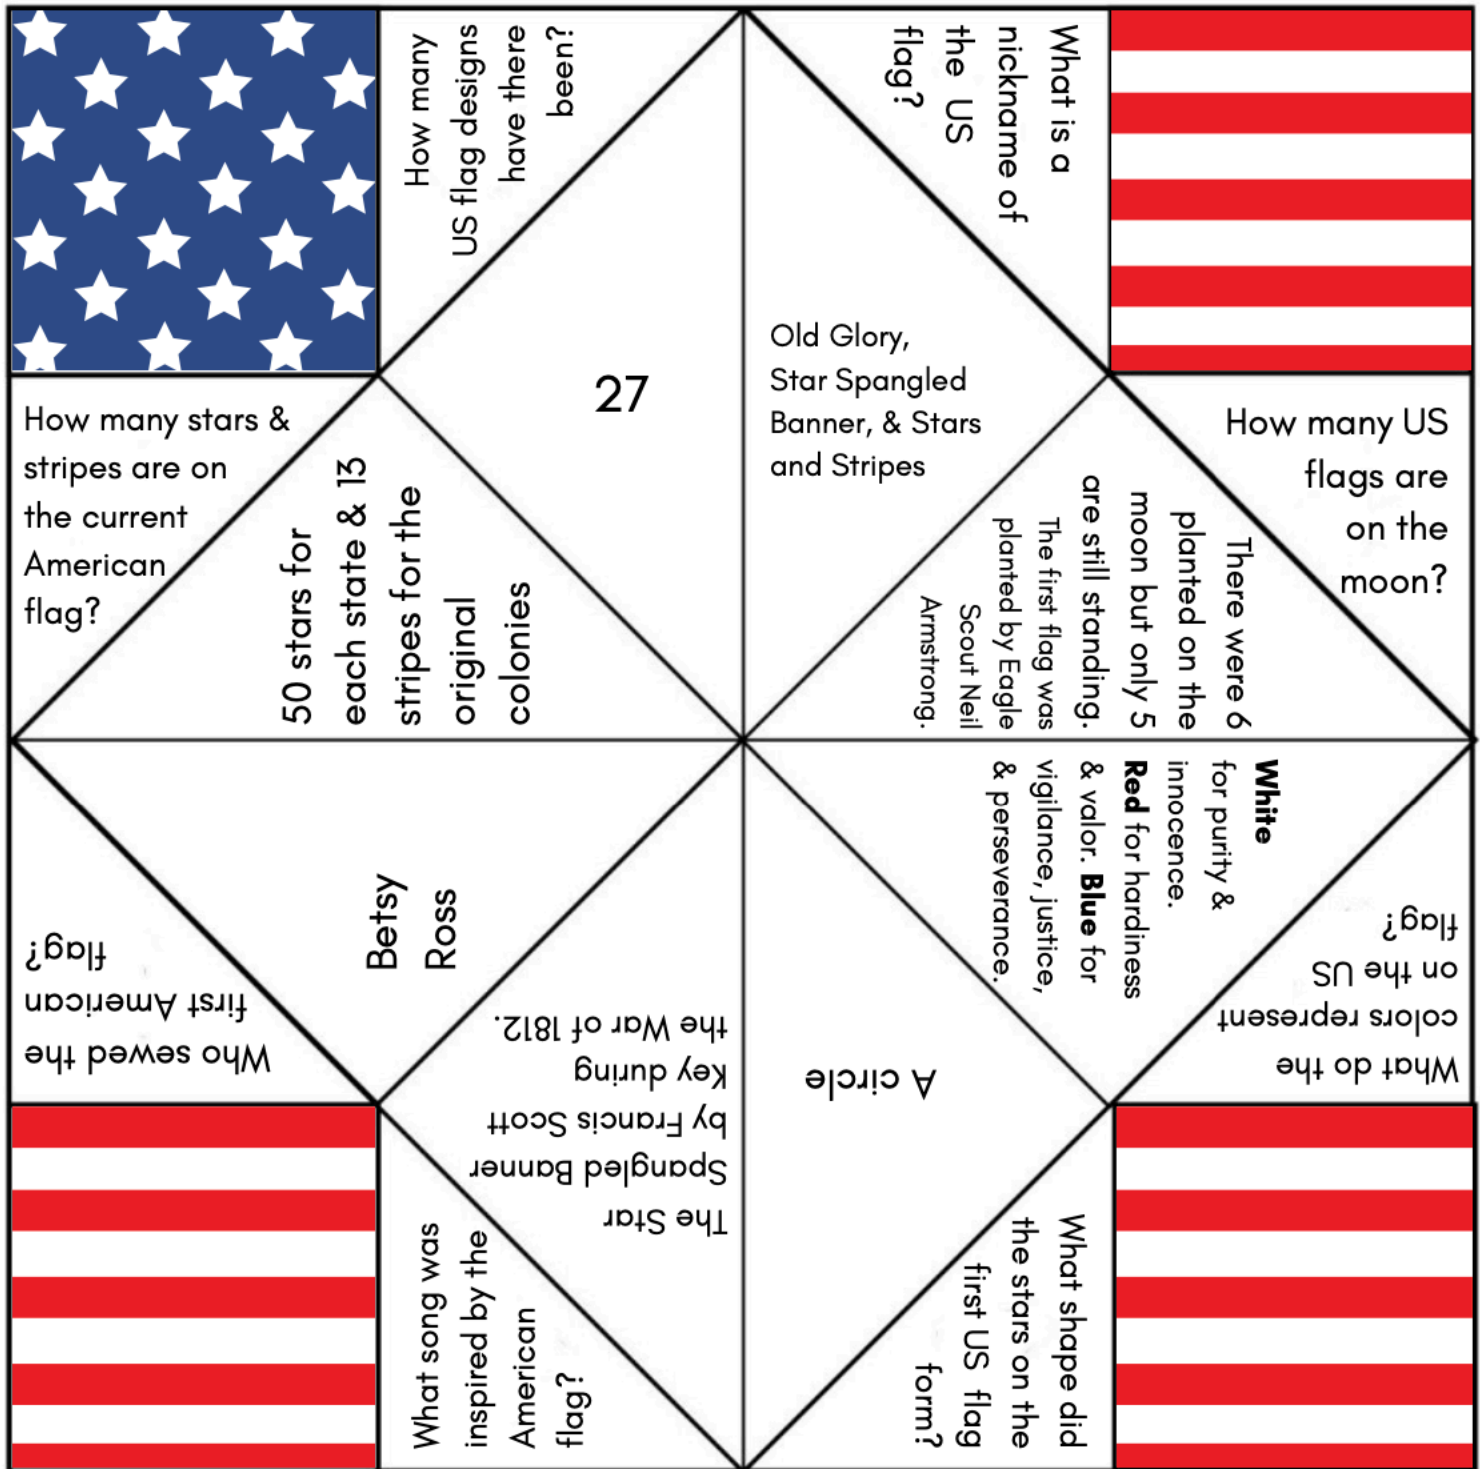 How many
US flag designs
have there
been?
What is a
nickname of
the US
flag?
27
Old Glory,
Star Spangled
Banner, & Stars
and Stripes
How many stars &
stripes are on
the current
American
flag?
50 stars for
each state & 13
stripes for the
original
colonies
How many US
flags are
on the
moon?
There were 6
planted on the
moon but only 5
are still standing.
The first flag was
planted by Eagle
Scout Neil
Armstrong.
Betsy
Ross
Who sewed the
first American
flag?
White
for purity &
innocence.
Red for hardiness
& valor. Blue for
vigilance, justice,
& perseverance.
What do the
colors represent
on the US
flag?
The Star
Spangled Banner
by Francis Scott
Key during
the War of 1812.
A circle
What song was
inspired by the
American
flag?
What shape did
the stars on the
first US flag
form?